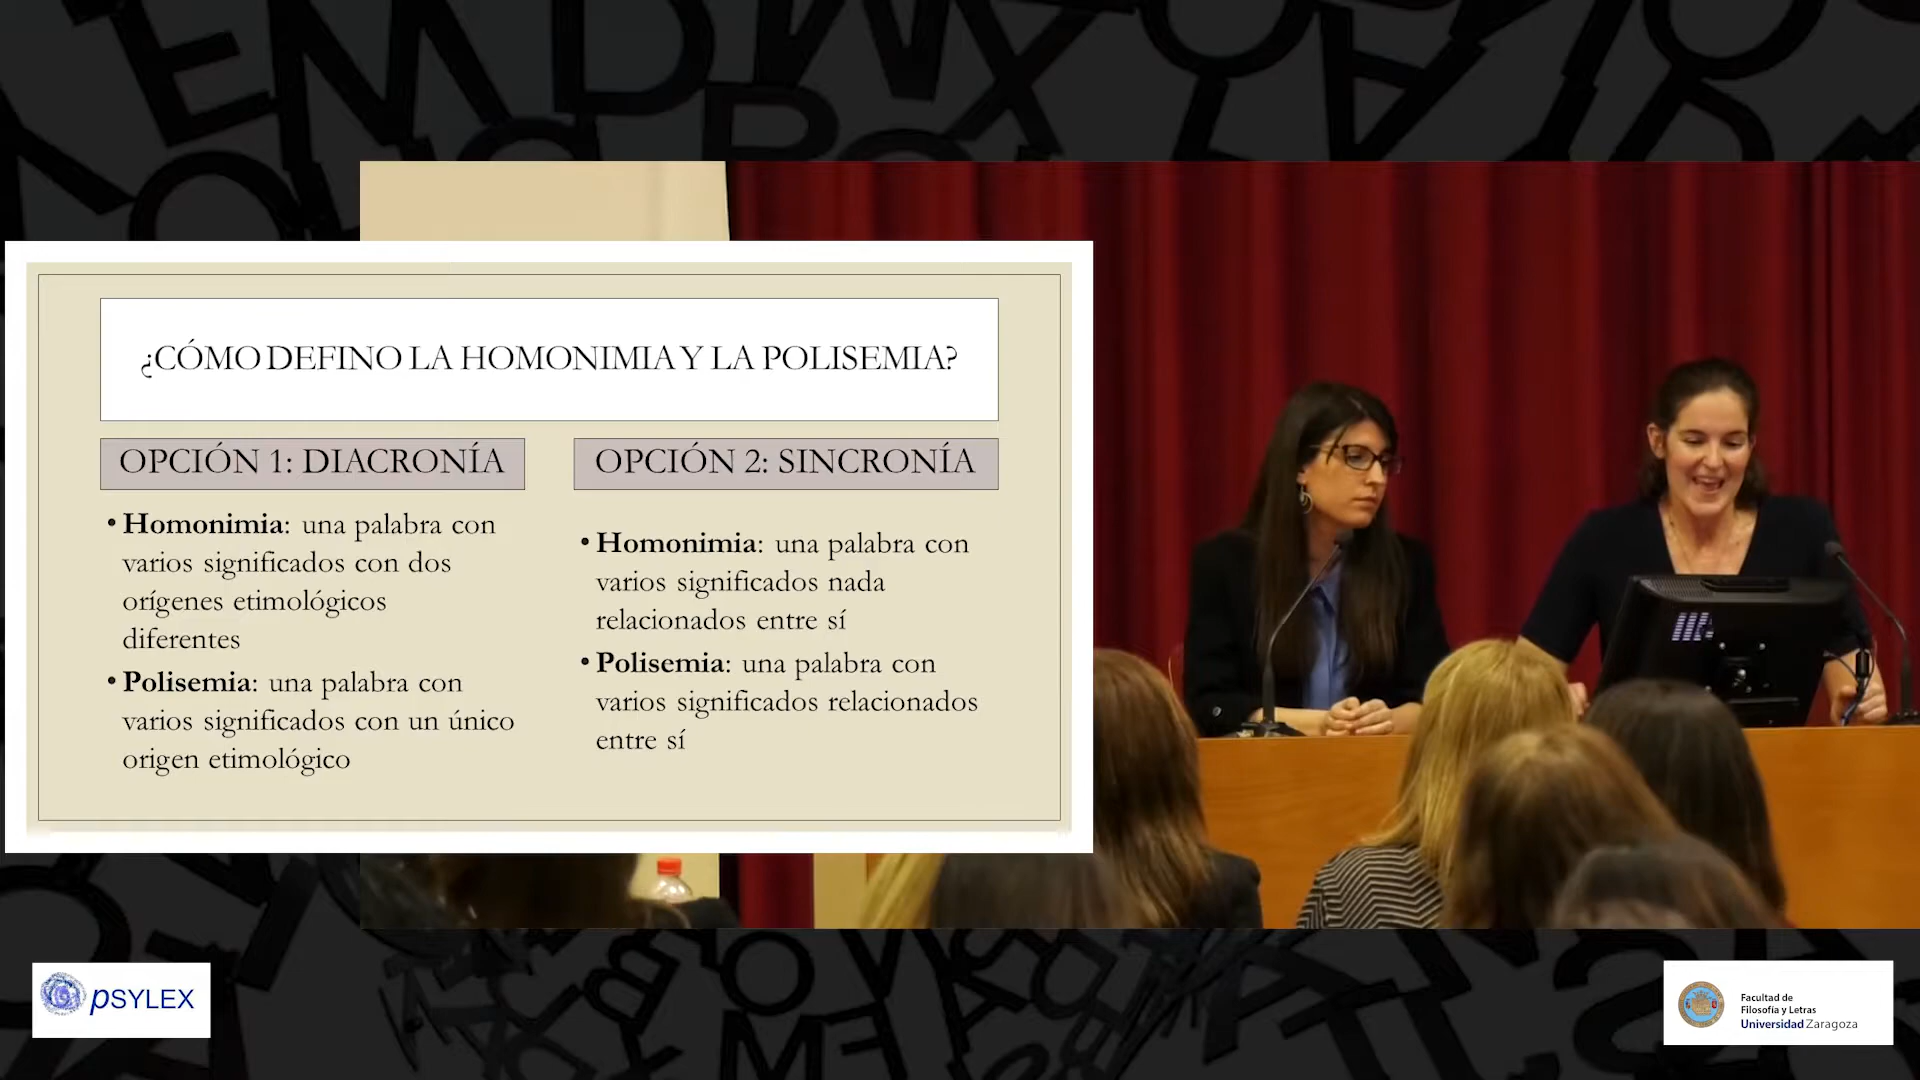 ¿CÓMO DEFINO LA HOMONIMIA Y LA POLISEMIA?
OPCIÓN 1: DIACRONÍA
• Homonimia: una palabra con
varios significados con dos
orígenes etimológicos
diferentes
• Polisemia: una palabra con
varios significados con un único
origen etimológico
OPCIÓN 2: SINCRONÍA
• Homonimia: una palabra con
varios significados nada
relacionados entre sí
• Polisemia: una palabra con
varios significados relacionados
entre sí
PSYLEX
Facultad de
Filosofía y Letras
Universidad Zaragoza